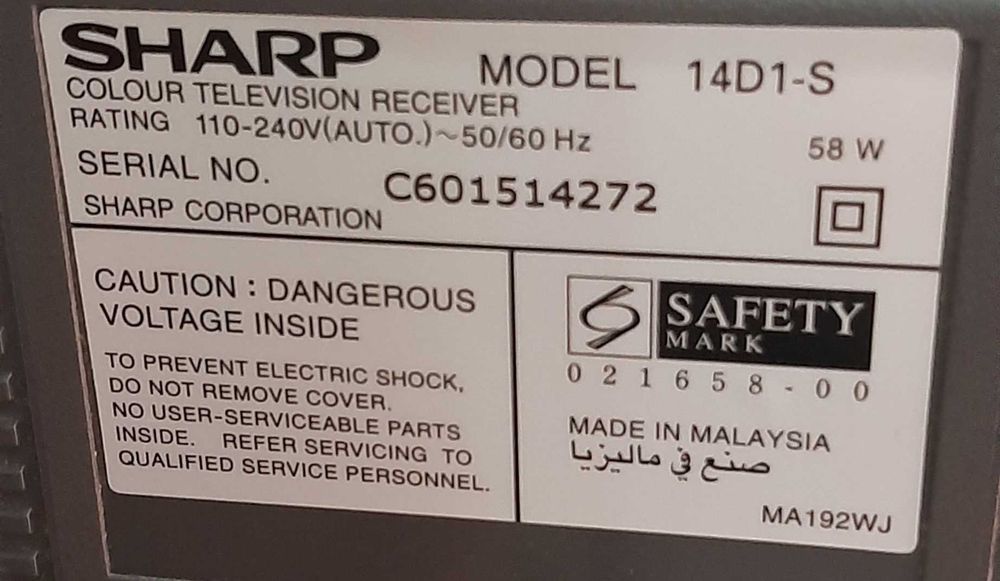 SHARP MODEL 14D1-S
COLOUR TELEVISION RECEIVER
RATING 110-240V(AUTO.)~50/60 Hz 58 W
SERIAL NO. C601514272
SHARP CORPORATION
CAUTION : DANGEROUS
VOLTAGE INSIDE
TO PREVENT ELECTRIC SHOCK,
DO NOT REMOVE COVER.
NO USER-SERVICEABLE PARTS
INSIDE. REFER SERVICING TO
QUALIFIED SERVICE PERSONNEL.
SAFETY
MARK
021658-00
MADE IN MALAYSIA
صنع في ماليزيا
MA192WJ